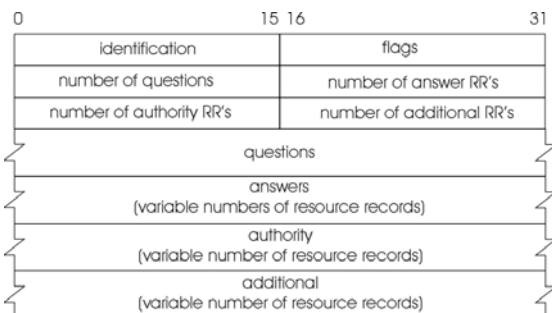 0 15 16 31
identification flags
number of questions number of answer RR's
number of authority RR's number of additional RR's
questions
answers
(variable numbers of resource records)
authority
(variable number of resource records)
additional
(variable number of resource records)